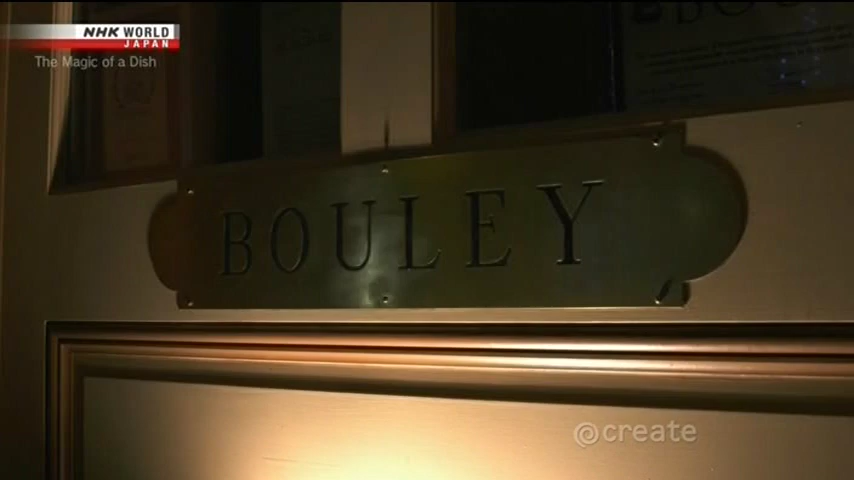 NHK WORLD
JAPAN
The Magic of a Dish
BOULEY
@create